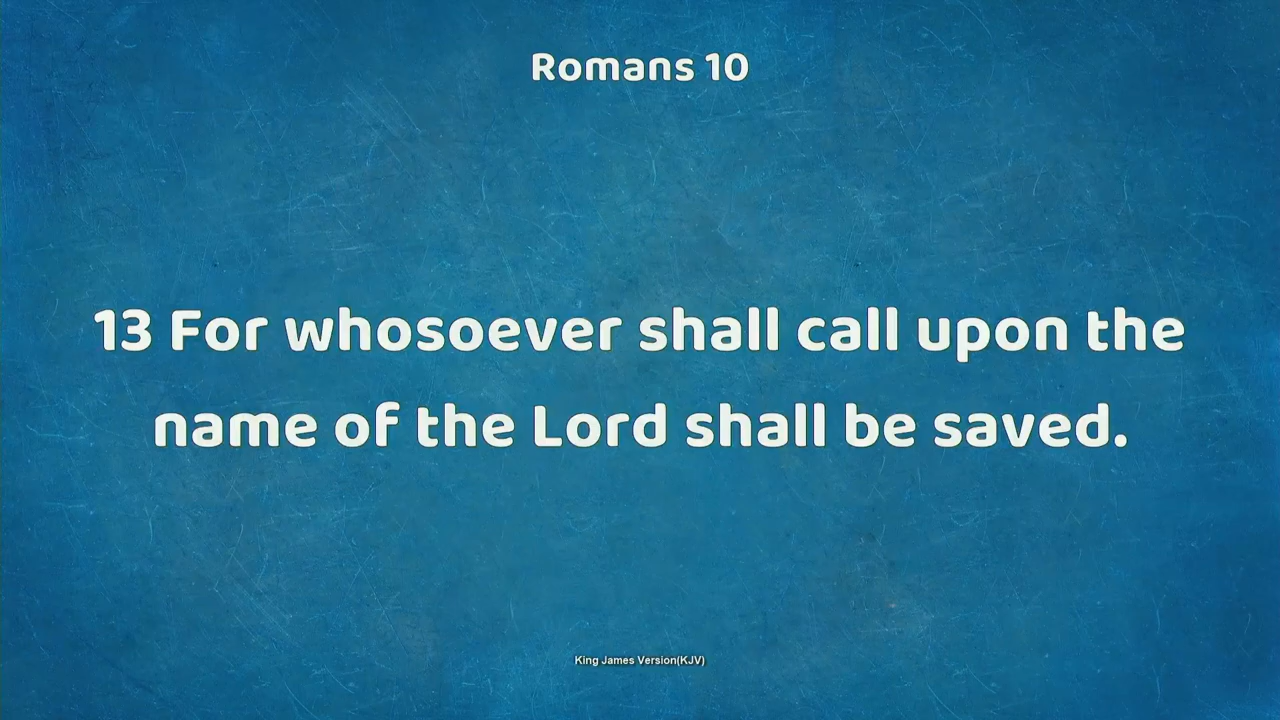 Romans 10
13 For whosoever shall call upon the
name of the Lord shall be saved.
King James Version(KJV)